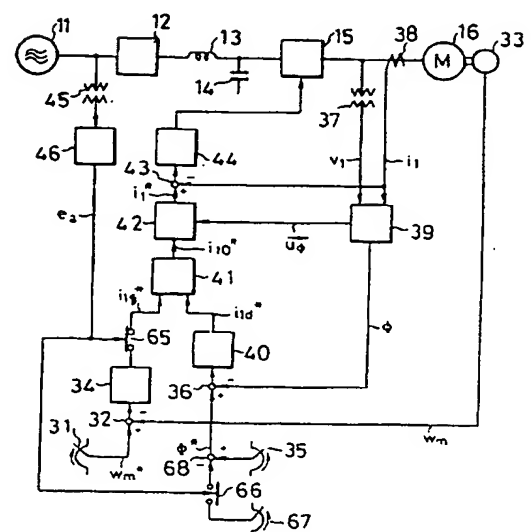 11
12
13
14
15
38
16
M
33
45
37
46
44
43
-
+
i1*
v1
i1
e2
42
uφ
39
i10*
41
i1q*
i1d*
φ
65
40
34
36
-
+
31
32
-
+
wm*
wm
φ*
68
+
-
35
66
67